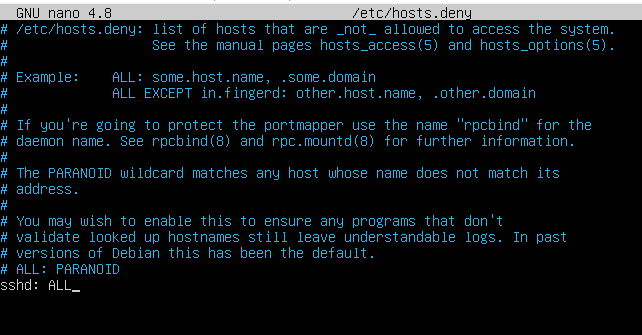 GNU nano 4.8 /etc/hosts.deny
# /etc/hosts.deny: list of hosts that are _not_ allowed to access the system.
# See the manual pages hosts_access(5) and hosts_options(5).
#
# Example: ALL: some.host.name, .some.domain
# ALL EXCEPT in.fingerd: other.host.name, .other.domain
#
# If you're going to protect the portmapper use the name "rpcbind" for the
# daemon name. See rpcbind(8) and rpc.mountd(8) for further information.
#
# The PARANOID wildcard matches any host whose name does not match its
# address.
#
# You may wish to enable this to ensure any programs that don't
# validate looked up hostnames still leave understandable logs. In past
# versions of Debian this has been the default.
# ALL: PARANOID
sshd: ALL_